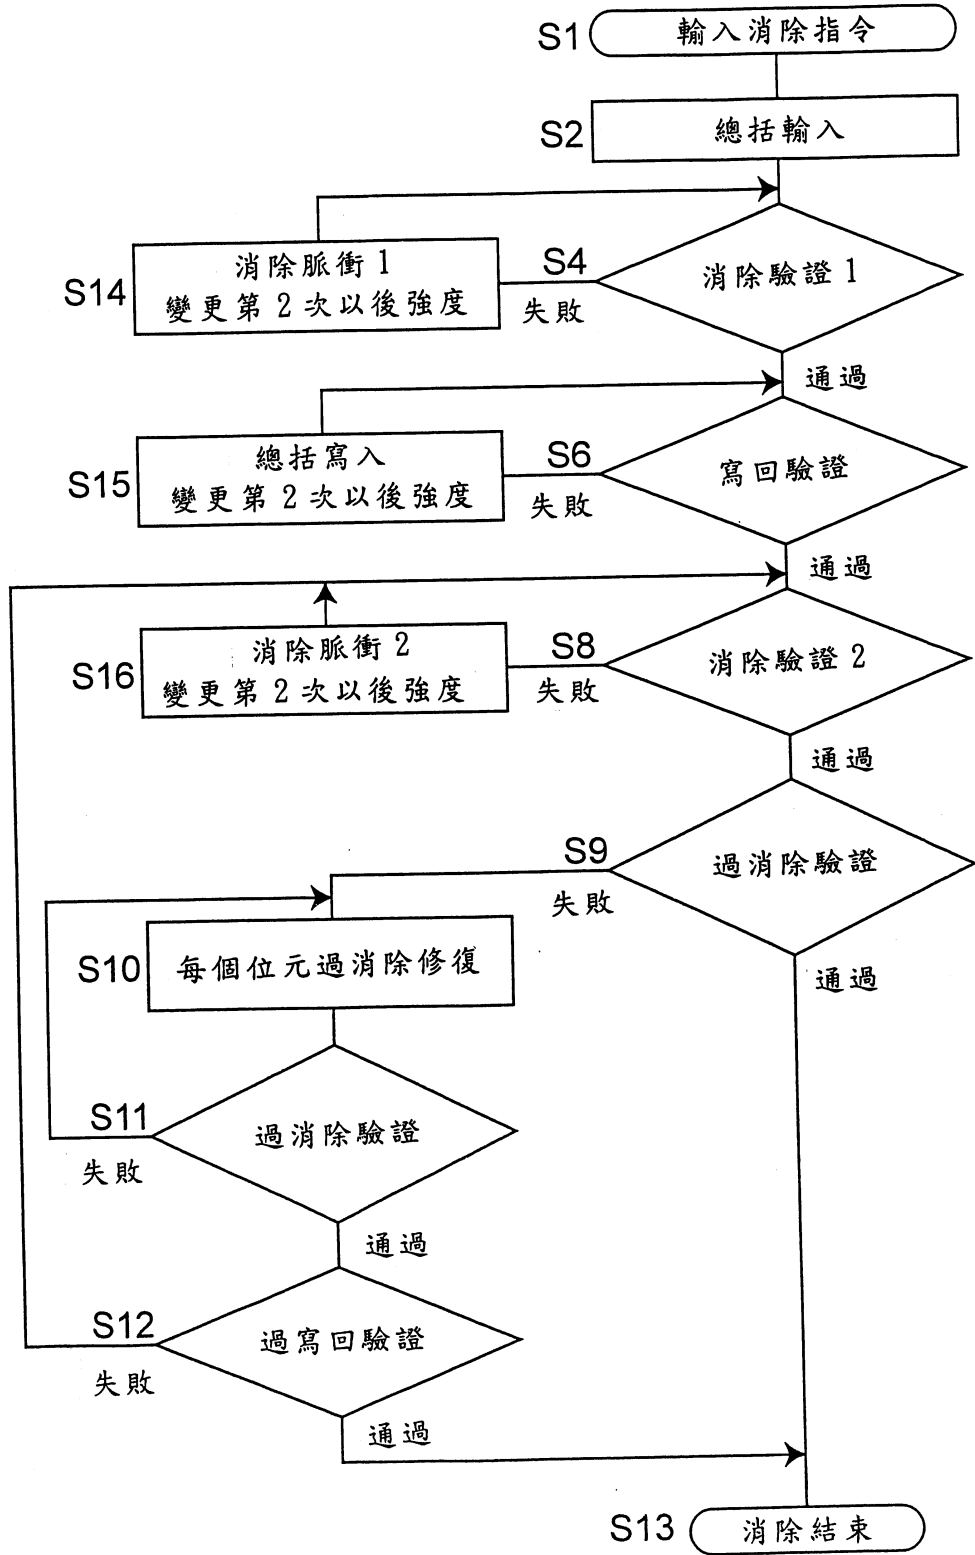 S1
輸入消除指令
S2
總括輸入
S14
消除脈衝1
變更第2次以後強度
S4
失敗
消除驗證1
通過
S15
總括寫入
變更第2次以後強度
S6
失敗
寫回驗證
通過
S16
消除脈衝2
變更第2次以後強度
S8
失敗
消除驗證2
通過
S9
失敗
過消除驗證
通過
S10
每個位元過消除修復
S11
失敗
過消除驗證
通過
S12
失敗
過寫回驗證
通過
S13
消除結束